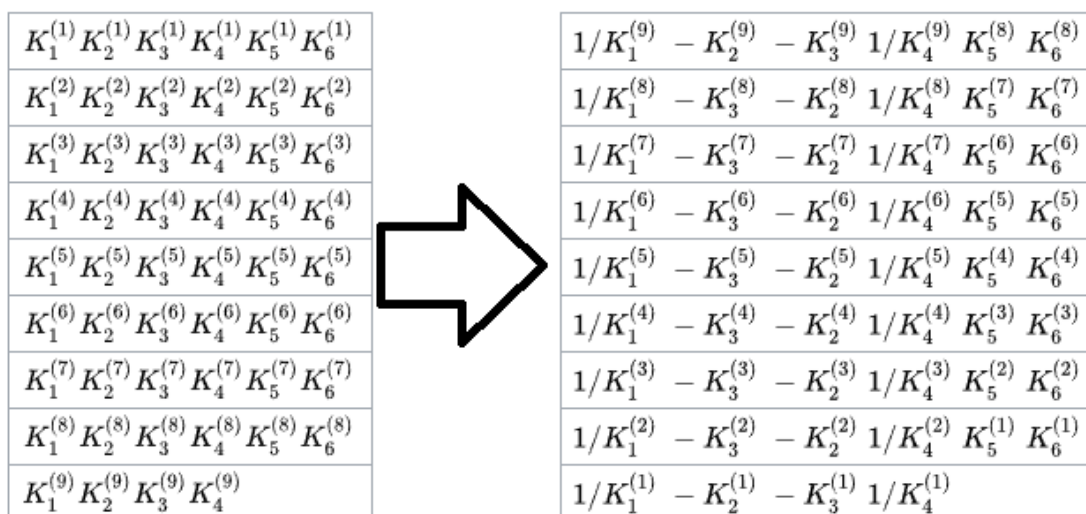 K_1^{(1)} K_2^{(1)} K_3^{(1)} K_4^{(1)} K_5^{(1)} K_6^{(1)}
K_1^{(2)} K_2^{(2)} K_3^{(2)} K_4^{(2)} K_5^{(2)} K_6^{(2)}
K_1^{(3)} K_2^{(3)} K_3^{(3)} K_4^{(3)} K_5^{(3)} K_6^{(3)}
K_1^{(4)} K_2^{(4)} K_3^{(4)} K_4^{(4)} K_5^{(4)} K_6^{(4)}
K_1^{(5)} K_2^{(5)} K_3^{(5)} K_4^{(5)} K_5^{(5)} K_6^{(5)}
K_1^{(6)} K_2^{(6)} K_3^{(6)} K_4^{(6)} K_5^{(6)} K_6^{(6)}
K_1^{(7)} K_2^{(7)} K_3^{(7)} K_4^{(7)} K_5^{(7)} K_6^{(7)}
K_1^{(8)} K_2^{(8)} K_3^{(8)} K_4^{(8)} K_5^{(8)} K_6^{(8)}
K_1^{(9)} K_2^{(9)} K_3^{(9)} K_4^{(9)}
1/K_1^{(9)} -K_2^{(9)} -K_3^{(9)} 1/K_4^{(9)} K_5^{(8)} K_6^{(8)}
1/K_1^{(8)} -K_3^{(8)} -K_2^{(8)} 1/K_4^{(8)} K_5^{(7)} K_6^{(7)}
1/K_1^{(7)} -K_3^{(7)} -K_2^{(7)} 1/K_4^{(7)} K_5^{(6)} K_6^{(6)}
1/K_1^{(6)} -K_3^{(6)} -K_2^{(6)} 1/K_4^{(6)} K_5^{(5)} K_6^{(5)}
1/K_1^{(5)} -K_3^{(5)} -K_2^{(5)} 1/K_4^{(5)} K_5^{(4)} K_6^{(4)}
1/K_1^{(4)} -K_3^{(4)} -K_2^{(4)} 1/K_4^{(4)} K_5^{(3)} K_6^{(3)}
1/K_1^{(3)} -K_3^{(3)} -K_2^{(3)} 1/K_4^{(3)} K_5^{(2)} K_6^{(2)}
1/K_1^{(2)} -K_3^{(2)} -K_2^{(2)} 1/K_4^{(2)} K_5^{(1)} K_6^{(1)}
1/K_1^{(1)} -K_2^{(1)} -K_3^{(1)} 1/K_4^{(1)}